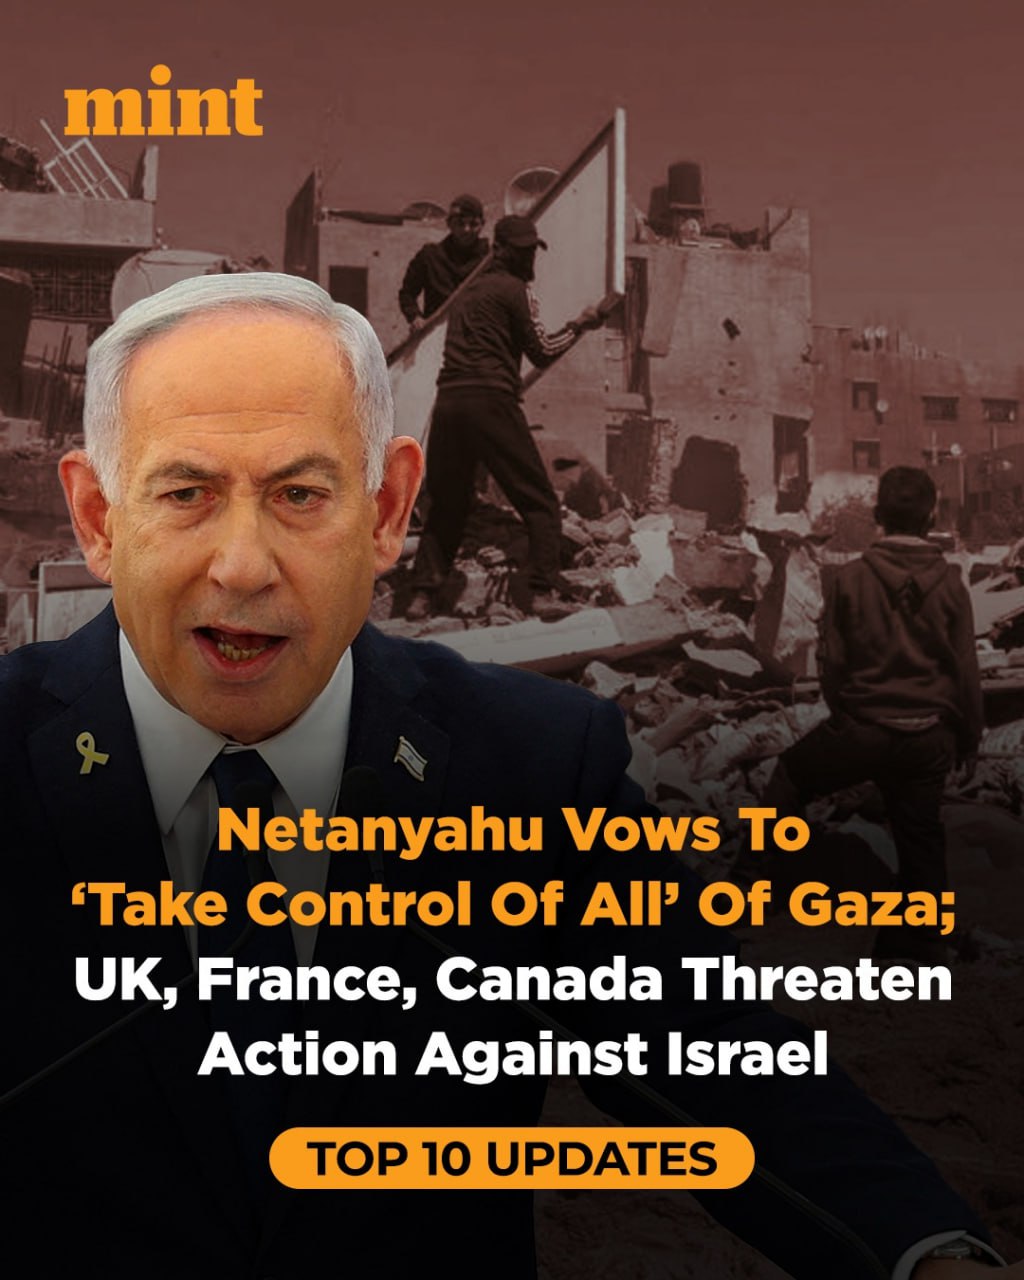 mint
Netanyahu Vows To
‘Take Control Of All’ Of Gaza;
UK, France, Canada Threaten
Action Against Israel
TOP 10 UPDATES